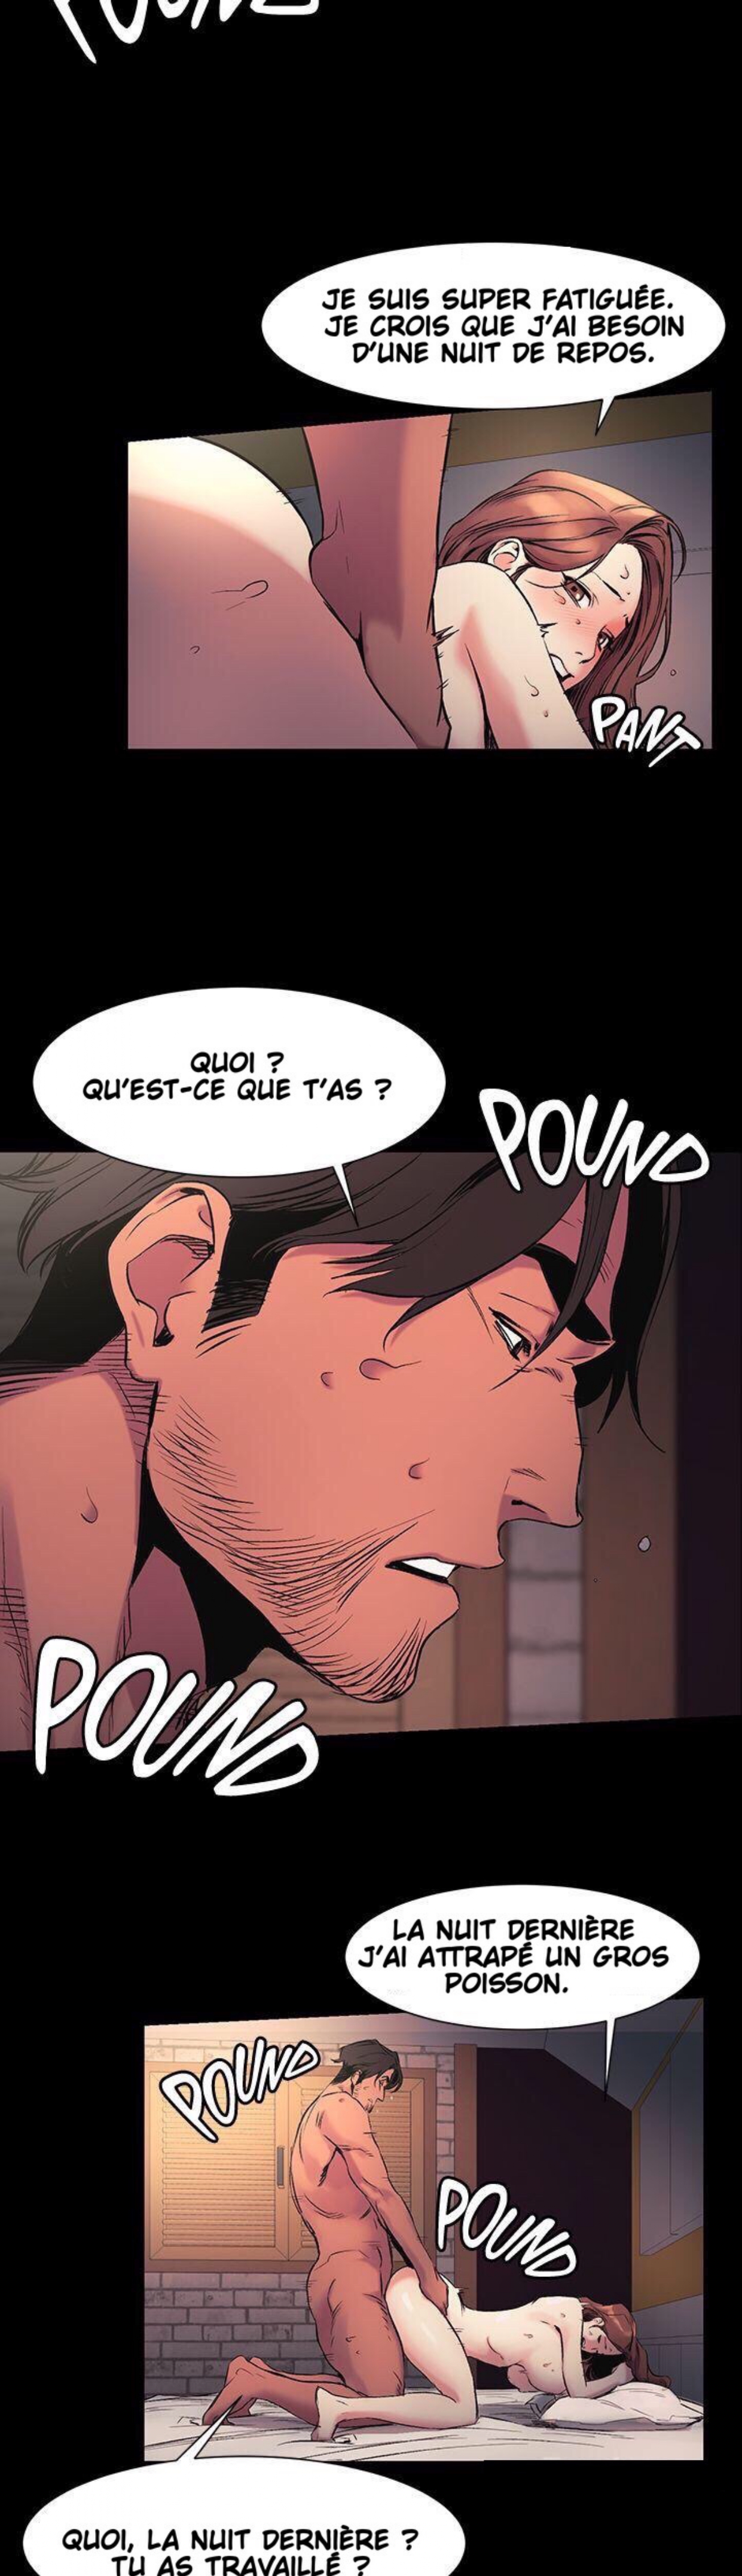 POUND
JE SUIS SUPER FATIGUÉE.
JE CROIS QUE J'AI BESOIN
D'UNE NUIT DE REPOS.
PANT
QUOI ?
QU'EST-CE QUE T'AS ?
POUND
POUND
LA NUIT DERNIÈRE
J'AI ATTRAPÉ UN GROS
POISSON.
POUND
POUND
QUOI, LA NUIT DERNIÈRE ?
TU AS TRAVAILLÉ ?